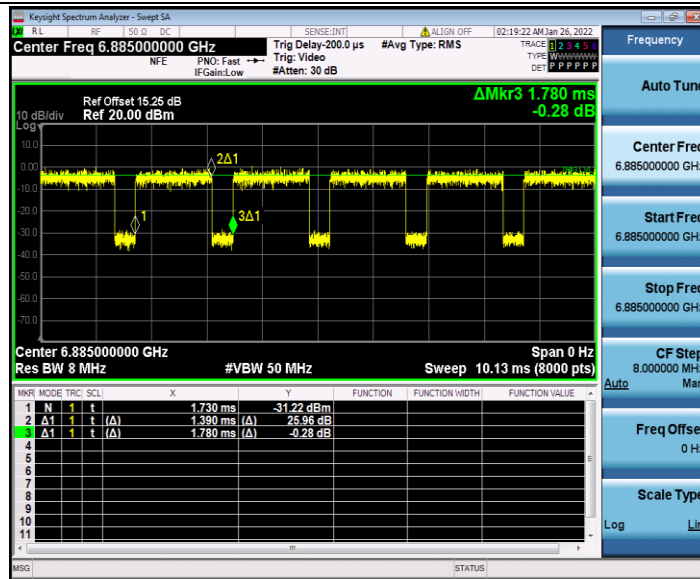 Keysight Spectrum Analyzer - Swept SA
RL RF 50 Ω DC SENSE:INT ALIGN OFF 02:19:22 AM Jan 26, 2022
Center Freq 6.885000000 GHz
NFE PNO: Fast IFGain:Low
Trig Delay-200.0 µs #Avg Type: RMS
Trig: Video
#Atten: 30 dB
TRACE 1 2 3 4 5 6
TYPE
DET P P P P P P
ΔMkr3 1.780 ms
-0.28 dB
Ref Offset 15.25 dB
10 dB/div Ref 20.00 dBm
Log
10.0
0.00
-10.0
-20.0
-30.0
-40.0
-50.0
-60.0
-70.0
2Δ1
1
3Δ1
Center 6.885000000 GHz Span 0 Hz
Res BW 8 MHz #VBW 50 MHz Sweep 10.13 ms (8000 pts)
MKR MODE TRC SCL X Y FUNCTION FUNCTION WIDTH FUNCTION VALUE
1 N 1 t 1.730 ms -31.22 dBm
2 Δ1 1 t (Δ) 1.390 ms (Δ) 25.96 dB
3 Δ1 1 t (Δ) 1.780 ms (Δ) -0.28 dB
4
5
6
7
8
9
10
11
MSG STATUS
Frequency
Auto Tune
Center Freq
6.885000000 GHz
Start Freq
6.885000000 GHz
Stop Freq
6.885000000 GHz
CF Step
8.000000 MHz
Auto Man
Freq Offset
0 Hz
Scale Type
Log Lin